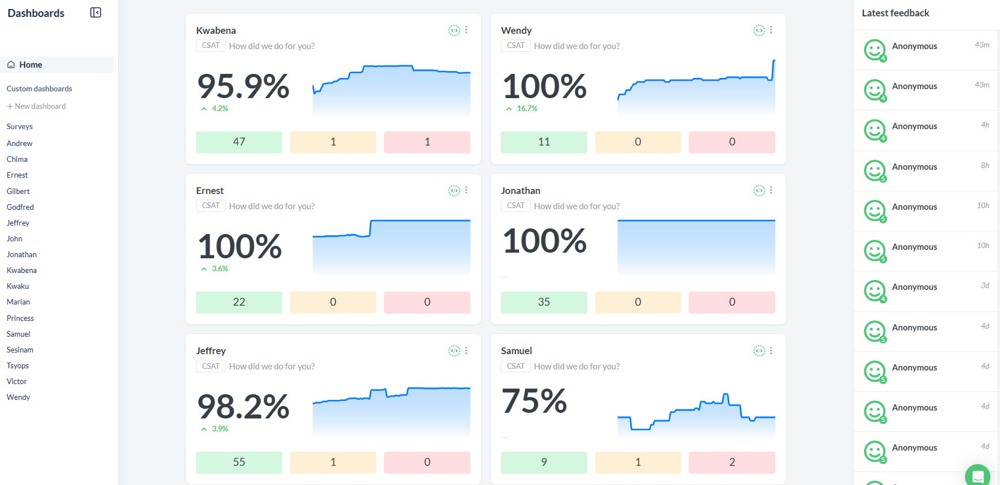 Dashboards
Home
Custom dashboards
+ New dashboard
Surveys
Andrew
Chima
Ernest
Gilbert
Godfred
Jeffrey
John
Jonathan
Kwabena
Kwaku
Marian
Princess
Samuel
Sesinam
Tsyops
Victor
Wendy
Kwabena
CSAT How did we do for you?
95.9%
4.2%
47 1 1
Wendy
CSAT How did we do for you?
100%
16.7%
11 0 0
Ernest
CSAT How did we do for you?
100%
3.6%
22 0 0
Jonathan
CSAT How did we do for you?
100%
—
35 0 0
Jeffrey
CSAT How did we do for you?
98.2%
3.9%
55 1 0
Samuel
CSAT How did we do for you?
75%
—
9 1 2
Latest feedback
Anonymous 43m
4
Anonymous 43m
4
Anonymous 4h
4
Anonymous 8h
5
Anonymous 10h
5
Anonymous 10h
5
Anonymous 3d
4
Anonymous 4d
5
Anonymous 4d
5
Anonymous 4d
5
Anonymous 4d
5